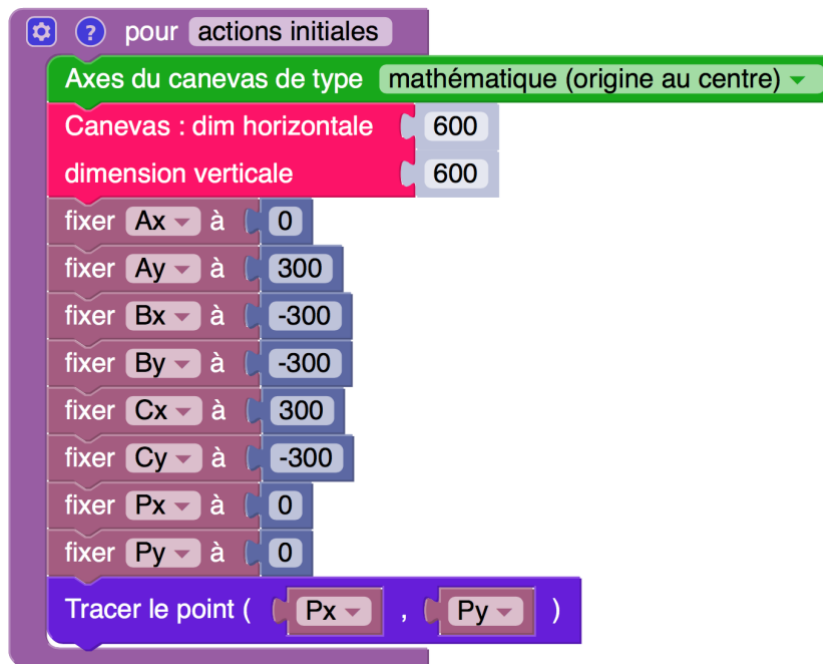 ? pour actions initiales
Axes du canevas de type mathématique (origine au centre)
Canevas : dim horizontale 600
dimension verticale 600
fixer Ax à 0
fixer Ay à 300
fixer Bx à -300
fixer By à -300
fixer Cx à 300
fixer Cy à -300
fixer Px à 0
fixer Py à 0
Tracer le point ( Px , Py )